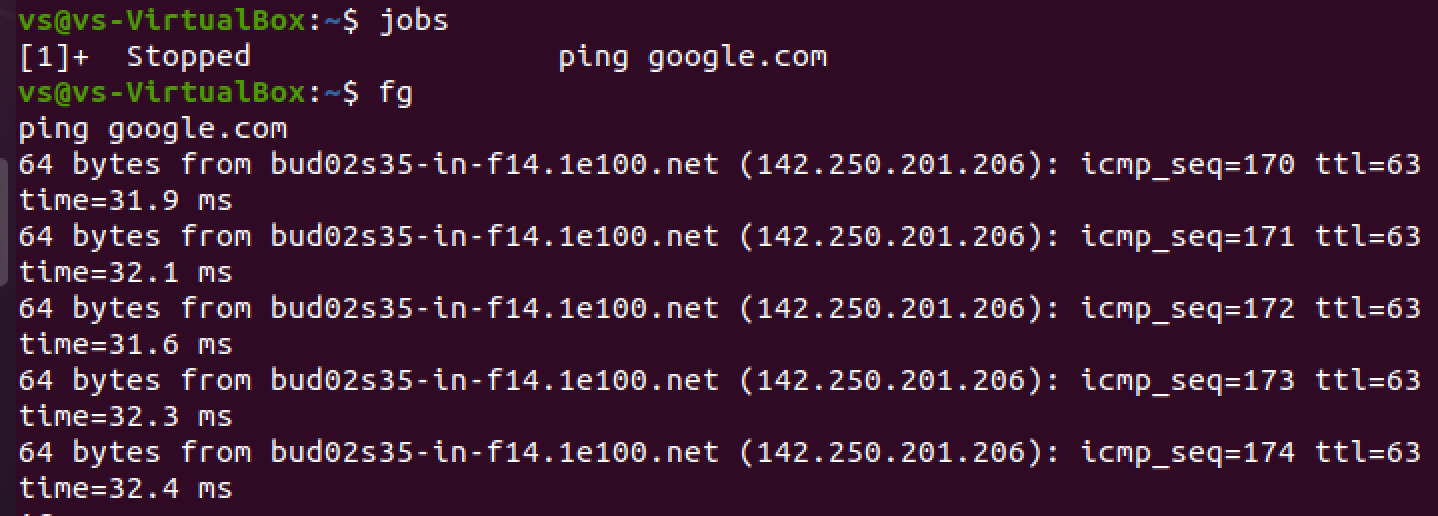 vs@vs-VirtualBox:~$ jobs
[1]+  Stopped                 ping google.com
vs@vs-VirtualBox:~$ fg
ping google.com
64 bytes from bud02s35-in-f14.1e100.net (142.250.201.206): icmp_seq=170 ttl=63
time=31.9 ms
64 bytes from bud02s35-in-f14.1e100.net (142.250.201.206): icmp_seq=171 ttl=63
time=32.1 ms
64 bytes from bud02s35-in-f14.1e100.net (142.250.201.206): icmp_seq=172 ttl=63
time=31.6 ms
64 bytes from bud02s35-in-f14.1e100.net (142.250.201.206): icmp_seq=173 ttl=63
time=32.3 ms
64 bytes from bud02s35-in-f14.1e100.net (142.250.201.206): icmp_seq=174 ttl=63
time=32.4 ms